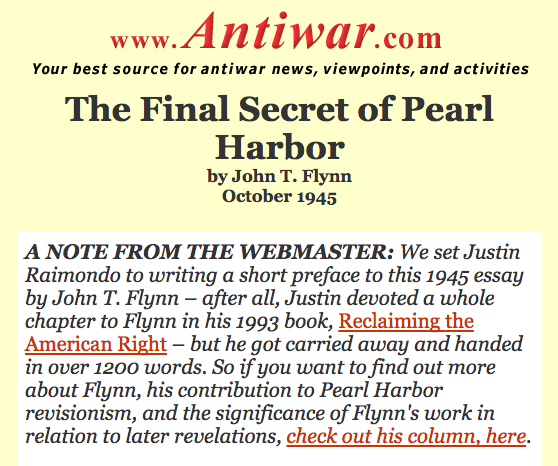 www.Antiwar.com
Your best source for antiwar news, viewpoints, and activities
The Final Secret of Pearl
Harbor
by John T. Flynn
October 1945
A NOTE FROM THE WEBMASTER: We set Justin
Raimondo to writing a short preface to this 1945 essay
by John T. Flynn – after all, Justin devoted a whole
chapter to Flynn in his 1993 book, Reclaiming the
American Right – but he got carried away and handed
in over 1200 words. So if you want to find out more
about Flynn, his contribution to Pearl Harbor
revisionism, and the significance of Flynn's work in
relation to later revelations, check out his column, here.